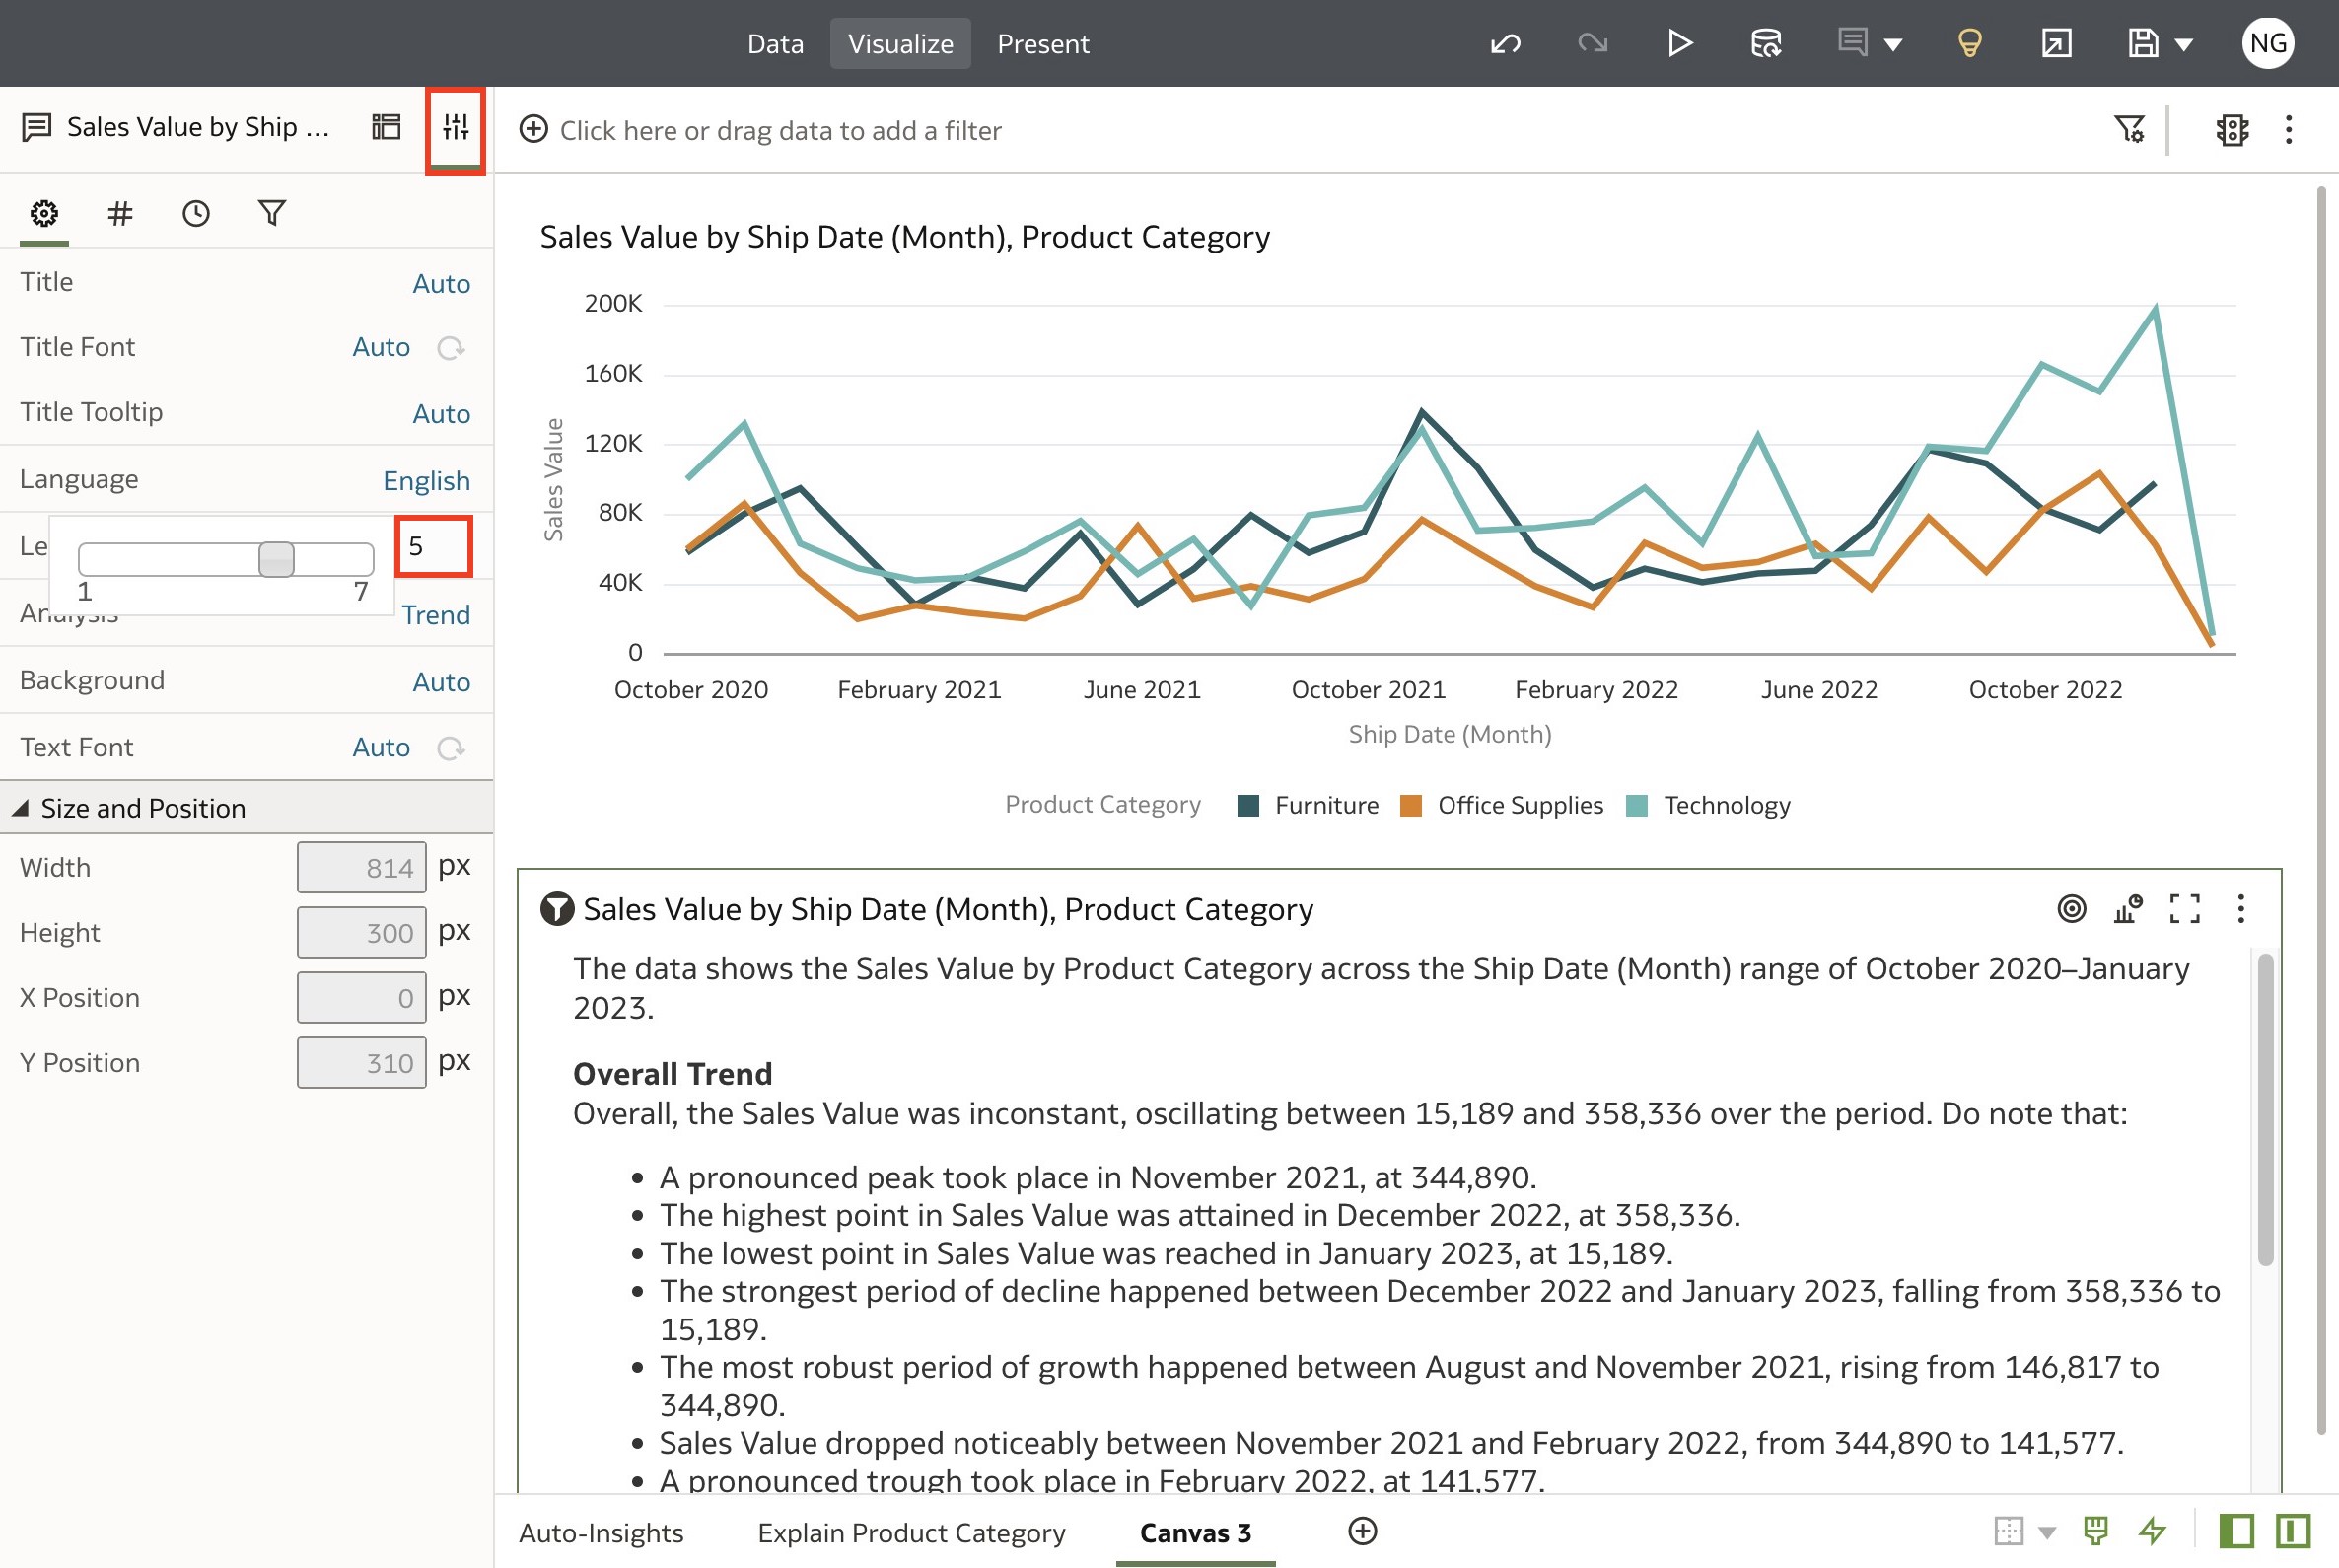 Data Visualize Present NG
Sales Value by Ship ...
Click here or drag data to add a filter
Title Auto
Title Font Auto
Title Tooltip Auto
Language English
Le 5
1 7
Analysis Trend
Background Auto
Text Font Auto
Size and Position
Width 814 px
Height 300 px
X Position 0 px
Y Position 310 px
Sales Value by Ship Date (Month), Product Category
200K
160K
120K
80K
40K
0
Sales Value
October 2020 February 2021 June 2021 October 2021 February 2022 June 2022 October 2022
Ship Date (Month)
Product Category Furniture Office Supplies Technology
Sales Value by Ship Date (Month), Product Category
The data shows the Sales Value by Product Category across the Ship Date (Month) range of October 2020–January
2023.
Overall Trend
Overall, the Sales Value was inconstant, oscillating between 15,189 and 358,336 over the period. Do note that:
• A pronounced peak took place in November 2021, at 344,890.
• The highest point in Sales Value was attained in December 2022, at 358,336.
• The lowest point in Sales Value was reached in January 2023, at 15,189.
• The strongest period of decline happened between December 2022 and January 2023, falling from 358,336 to
15,189.
• The most robust period of growth happened between August and November 2021, rising from 146,817 to
344,890.
• Sales Value dropped noticeably between November 2021 and February 2022, from 344,890 to 141,577.
• A pronounced trough took place in February 2022, at 141,577.
Auto-Insights Explain Product Category Canvas 3